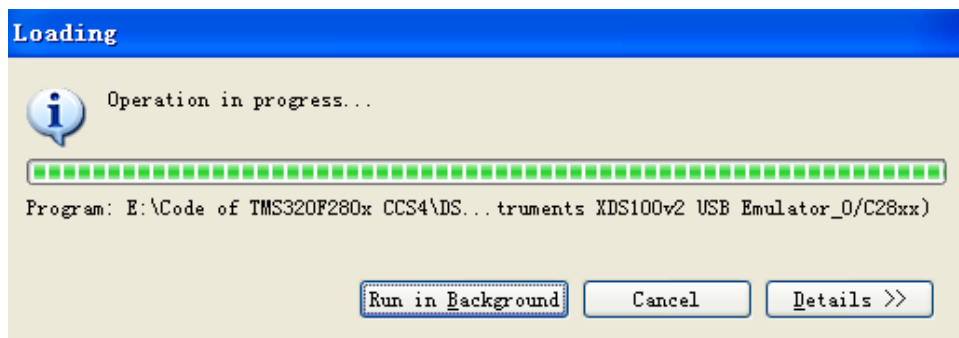 Loading
Operation in progress...
Program: E:\Code of TMS320F280x CCS4\DS...truments XDS100v2 USB Emulator_0/C28xx)
Run in Background
Cancel
Details >>